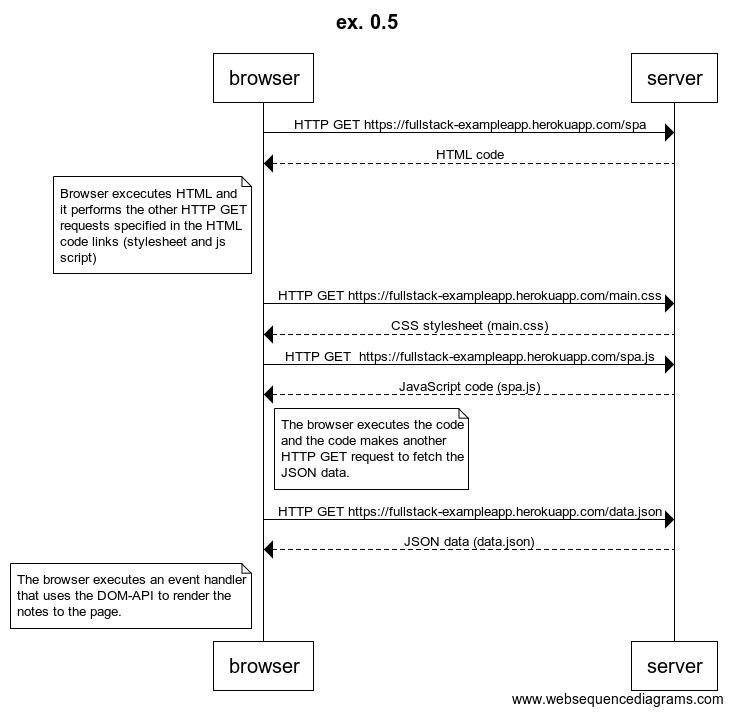 ex. 0.5
browser
server
HTTP GET https://fullstack-exampleapp.herokuapp.com/spa
HTML code
Browser excecutes HTML and
it performs the other HTTP GET
requests specified in the HTML
code links (stylesheet and js
script)
HTTP GET https://fullstack-exampleapp.herokuapp.com/main.css
CSS stylesheet (main.css)
HTTP GET  https://fullstack-exampleapp.herokuapp.com/spa.js
JavaScript code (spa.js)
The browser executes the code
and the code makes another
HTTP GET request to fetch the
JSON data.
HTTP GET https://fullstack-exampleapp.herokuapp.com/data.json
JSON data (data.json)
The browser executes an event handler
that uses the DOM-API to render the
notes to the page.
browser
server
www.websequencediagrams.com